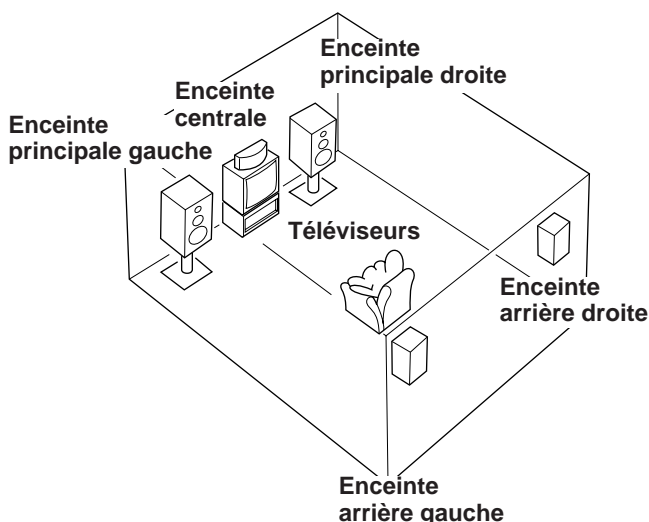 Enceinte
principale droite
Enceinte
centrale
Enceinte
principale gauche
Téléviseurs
Enceinte
arrière droite
Enceinte
arrière gauche